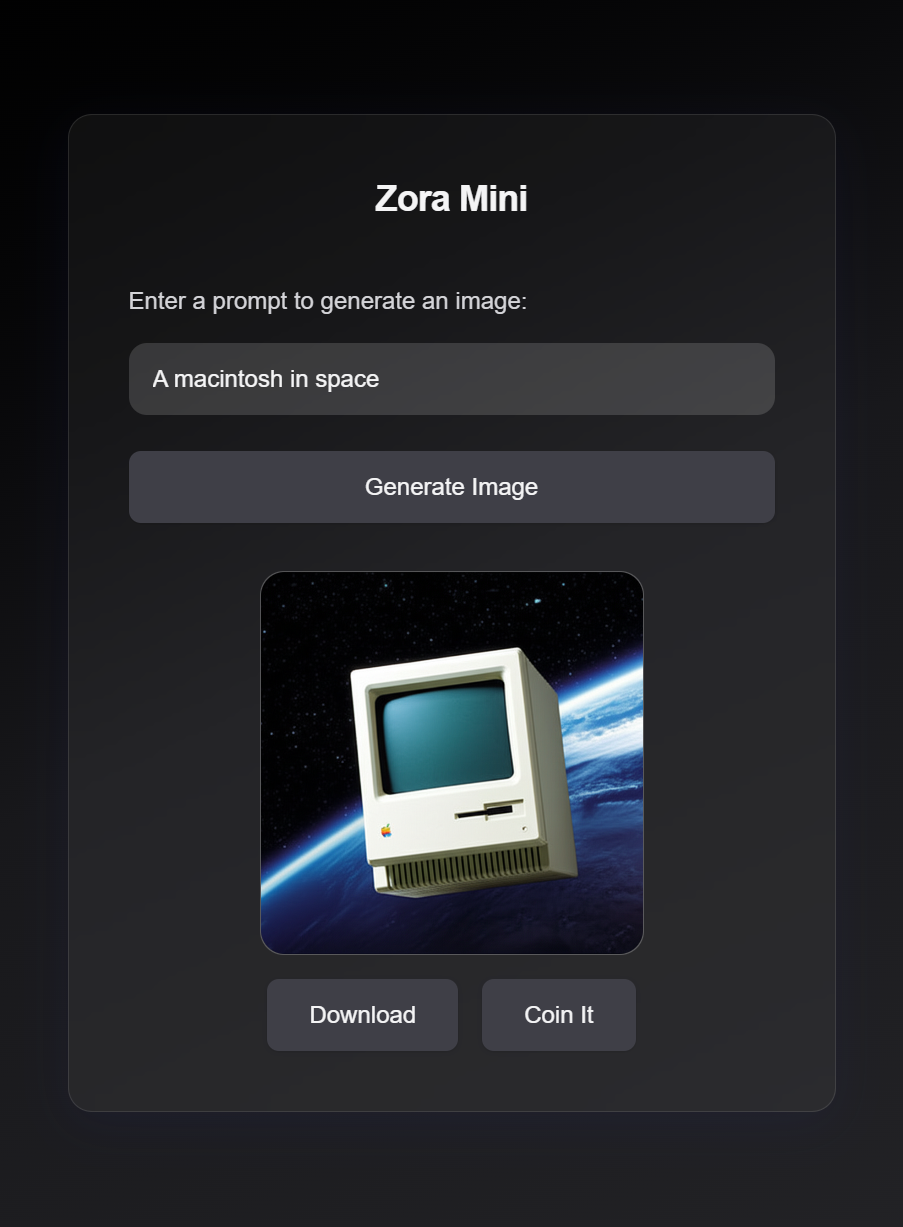 Zora Mini
Enter a prompt to generate an image:
A macintosh in space
Generate Image
Download
Coin It